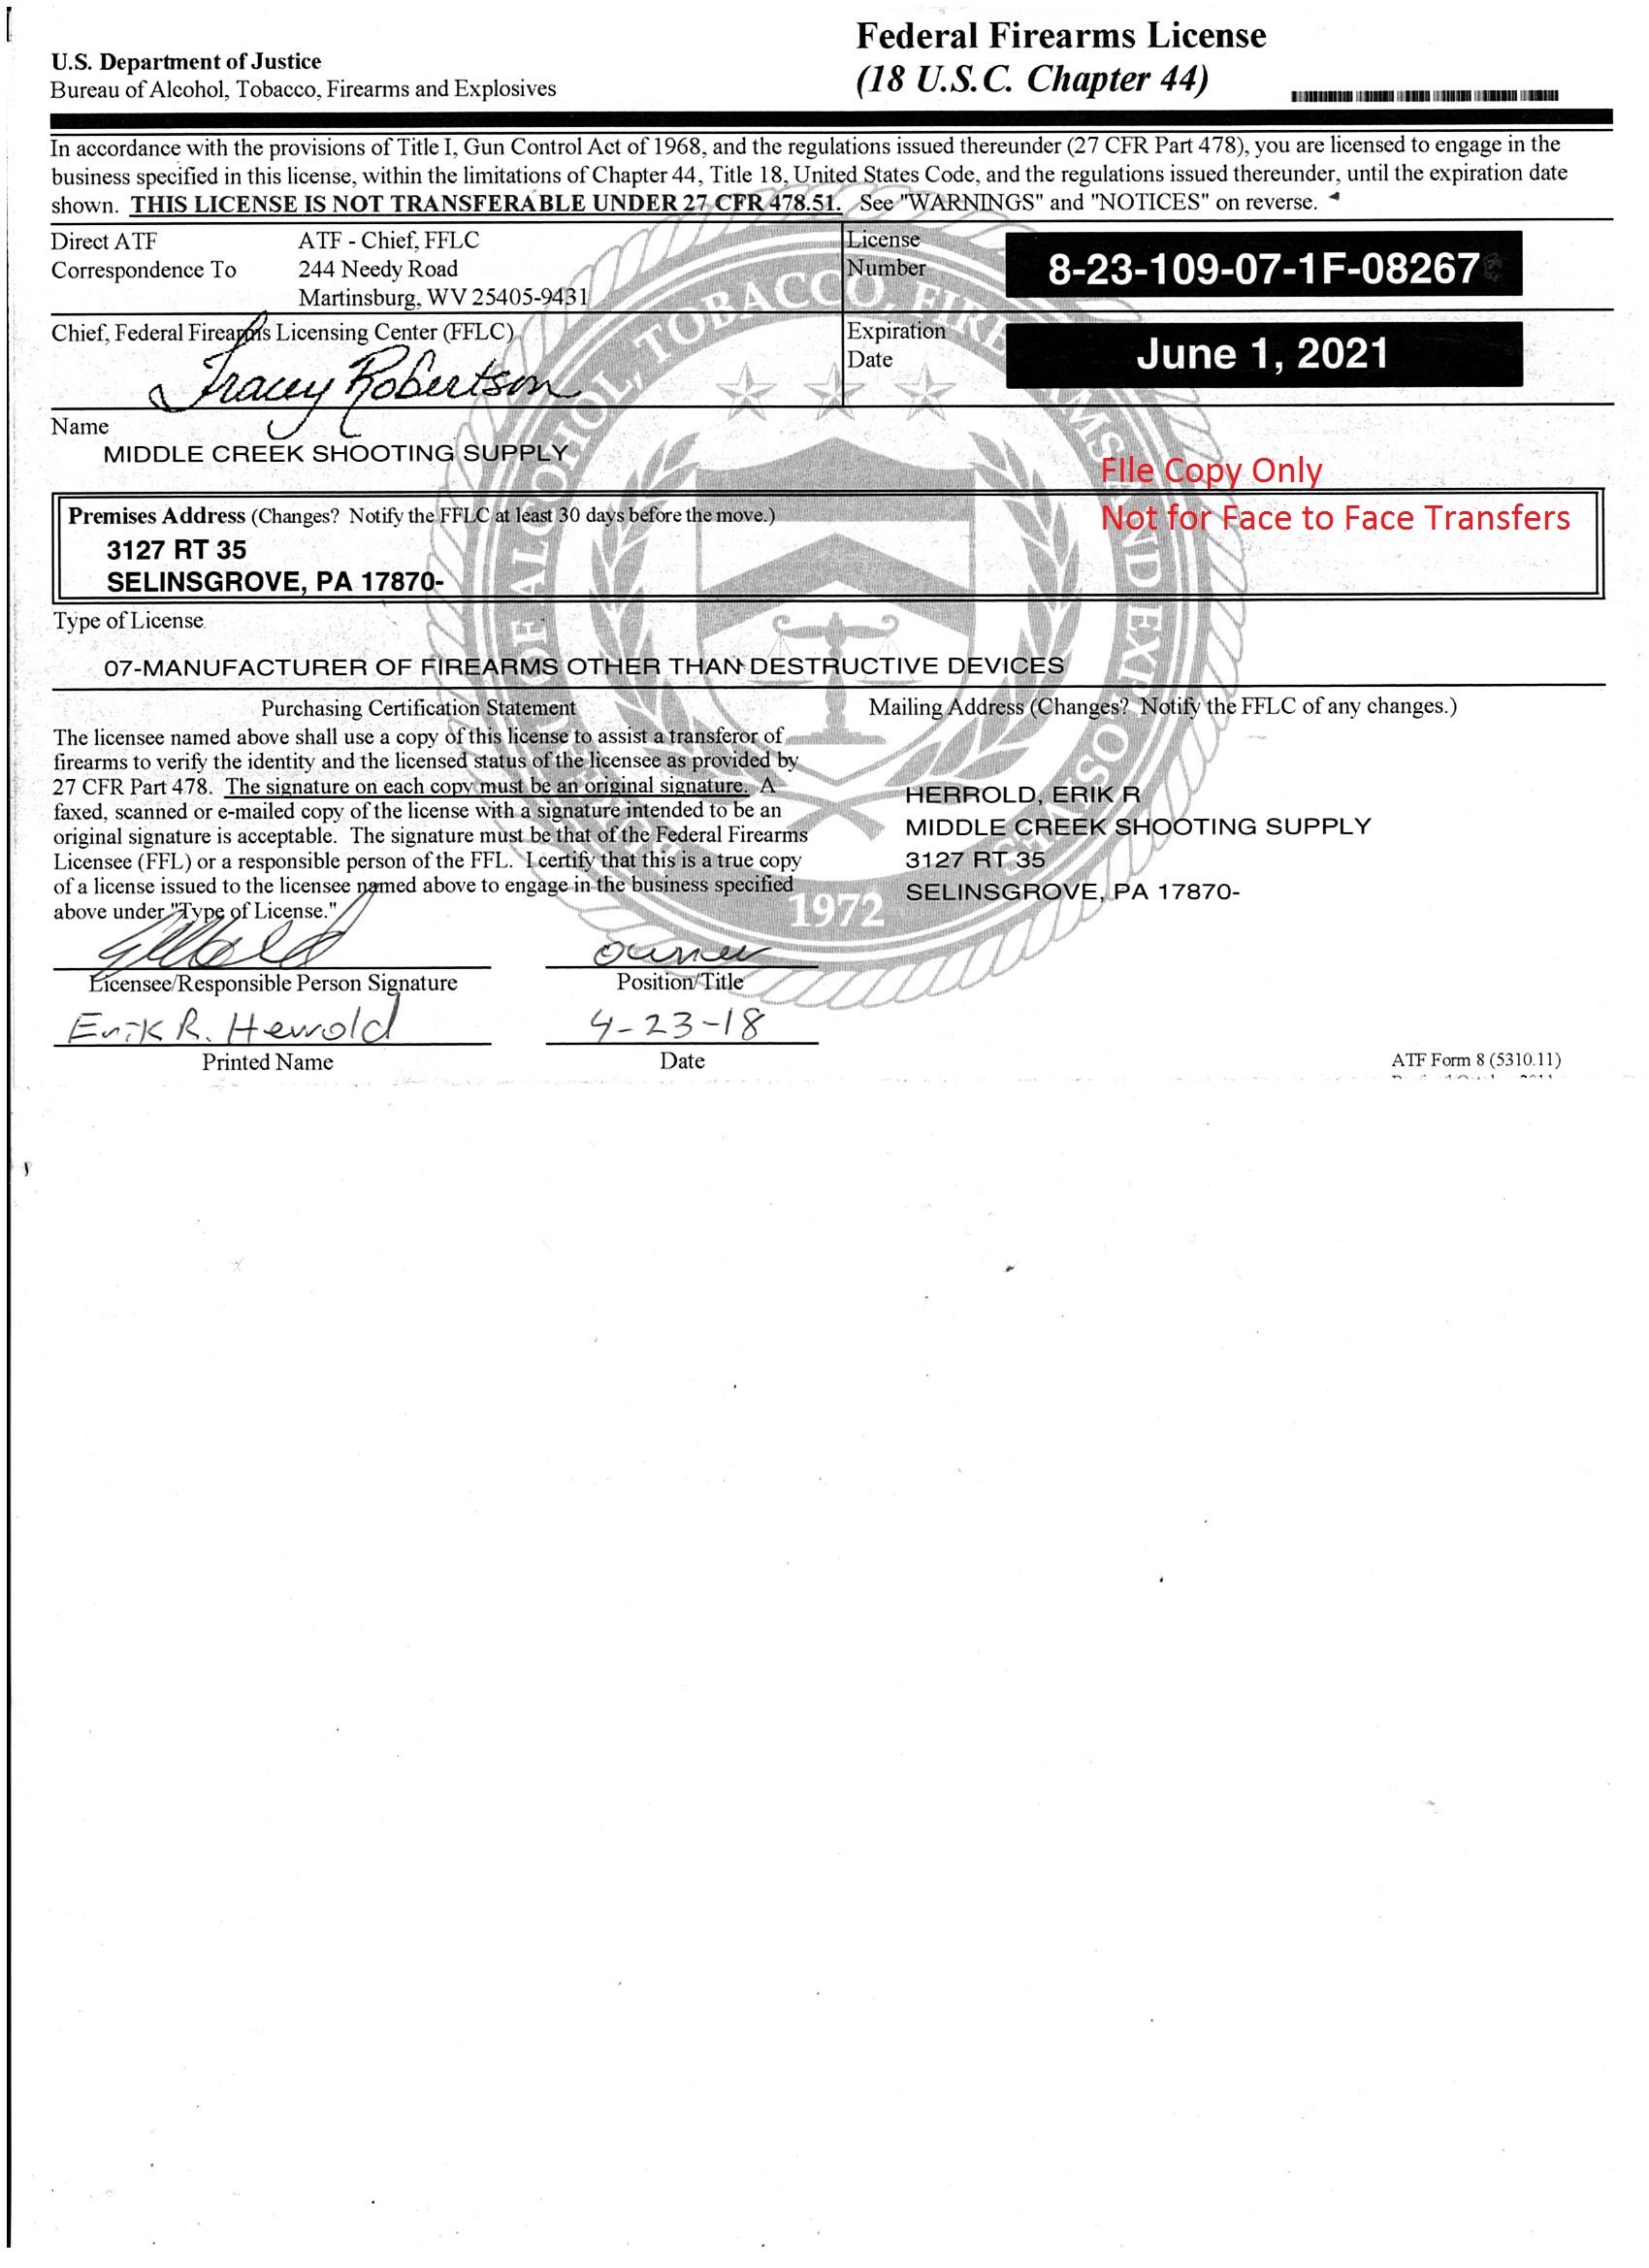 U.S. Department of Justice
Bureau of Alcohol, Tobacco, Firearms and Explosives
Federal Firearms License
(18 U.S.C. Chapter 44)
In accordance with the provisions of Title I, Gun Control Act of 1968, and the regulations issued thereunder (27 CFR Part 478), you are licensed to engage in the
business specified in this license, within the limitations of Chapter 44, Title 18, United States Code, and the regulations issued thereunder, until the expiration date
shown. THIS LICENSE IS NOT TRANSFERABLE UNDER 27 CFR 478.51. See "WARNINGS" and "NOTICES" on reverse.
Direct ATF
Correspondence To
ATF - Chief, FFLC
244 Needy Road
Martinsburg, WV 25405-9431
License
Number
8-23-109-07-1F-08267
Chief, Federal Firearms Licensing Center (FFLC)
Tracey Robertson
Expiration
Date
June 1, 2021
Name
MIDDLE CREEK SHOOTING SUPPLY
FIle Copy Only
Not for Face to Face Transfers
Premises Address (Changes? Notify the FFLC at least 30 days before the move.)
3127 RT 35
SELINSGROVE, PA 17870-
Type of License
07-MANUFACTURER OF FIREARMS OTHER THAN DESTRUCTIVE DEVICES
Purchasing Certification Statement
The licensee named above shall use a copy of this license to assist a transferor of
firearms to verify the identity and the licensed status of the licensee as provided by
27 CFR Part 478. The signature on each copy must be an original signature. A
faxed, scanned or e-mailed copy of the license with a signature intended to be an
original signature is acceptable. The signature must be that of the Federal Firearms
Licensee (FFL) or a responsible person of the FFL. I certify that this is a true copy
of a license issued to the licensee named above to engage in the business specified
above under "Type of License."
Mailing Address (Changes? Notify the FFLC of any changes.)
HERROLD, ERIK R
MIDDLE CREEK SHOOTING SUPPLY
3127 RT 35
SELINSGROVE, PA 17870-
1972
owner
Licensee/Responsible Person Signature
Position/Title
Erik R. Herrold
4-23-18
Printed Name
Date
ATF Form 8 (5310.11)